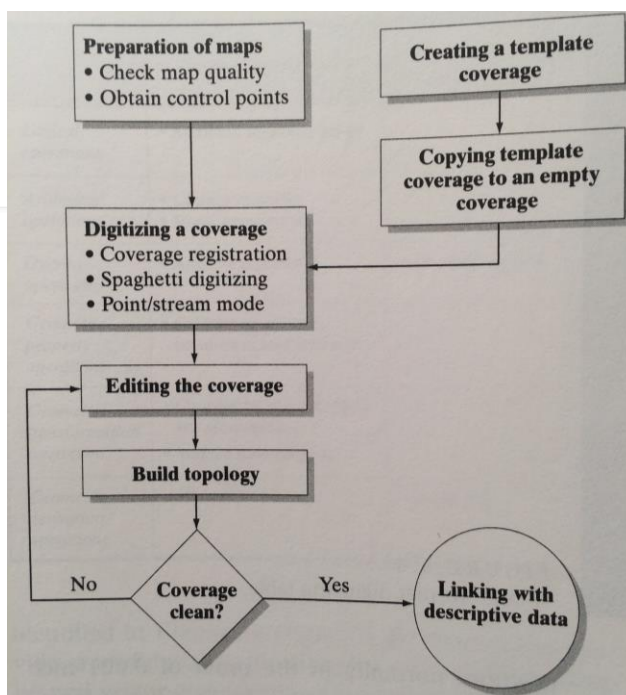 Preparation of maps
• Check map quality
• Obtain control points
Creating a template
coverage
Copying template
coverage to an empty
coverage
Digitizing a coverage
• Coverage registration
• Spaghetti digitizing
• Point/stream mode
Editing the coverage
Build topology
No
Coverage
clean?
Yes
Linking with
descriptive data